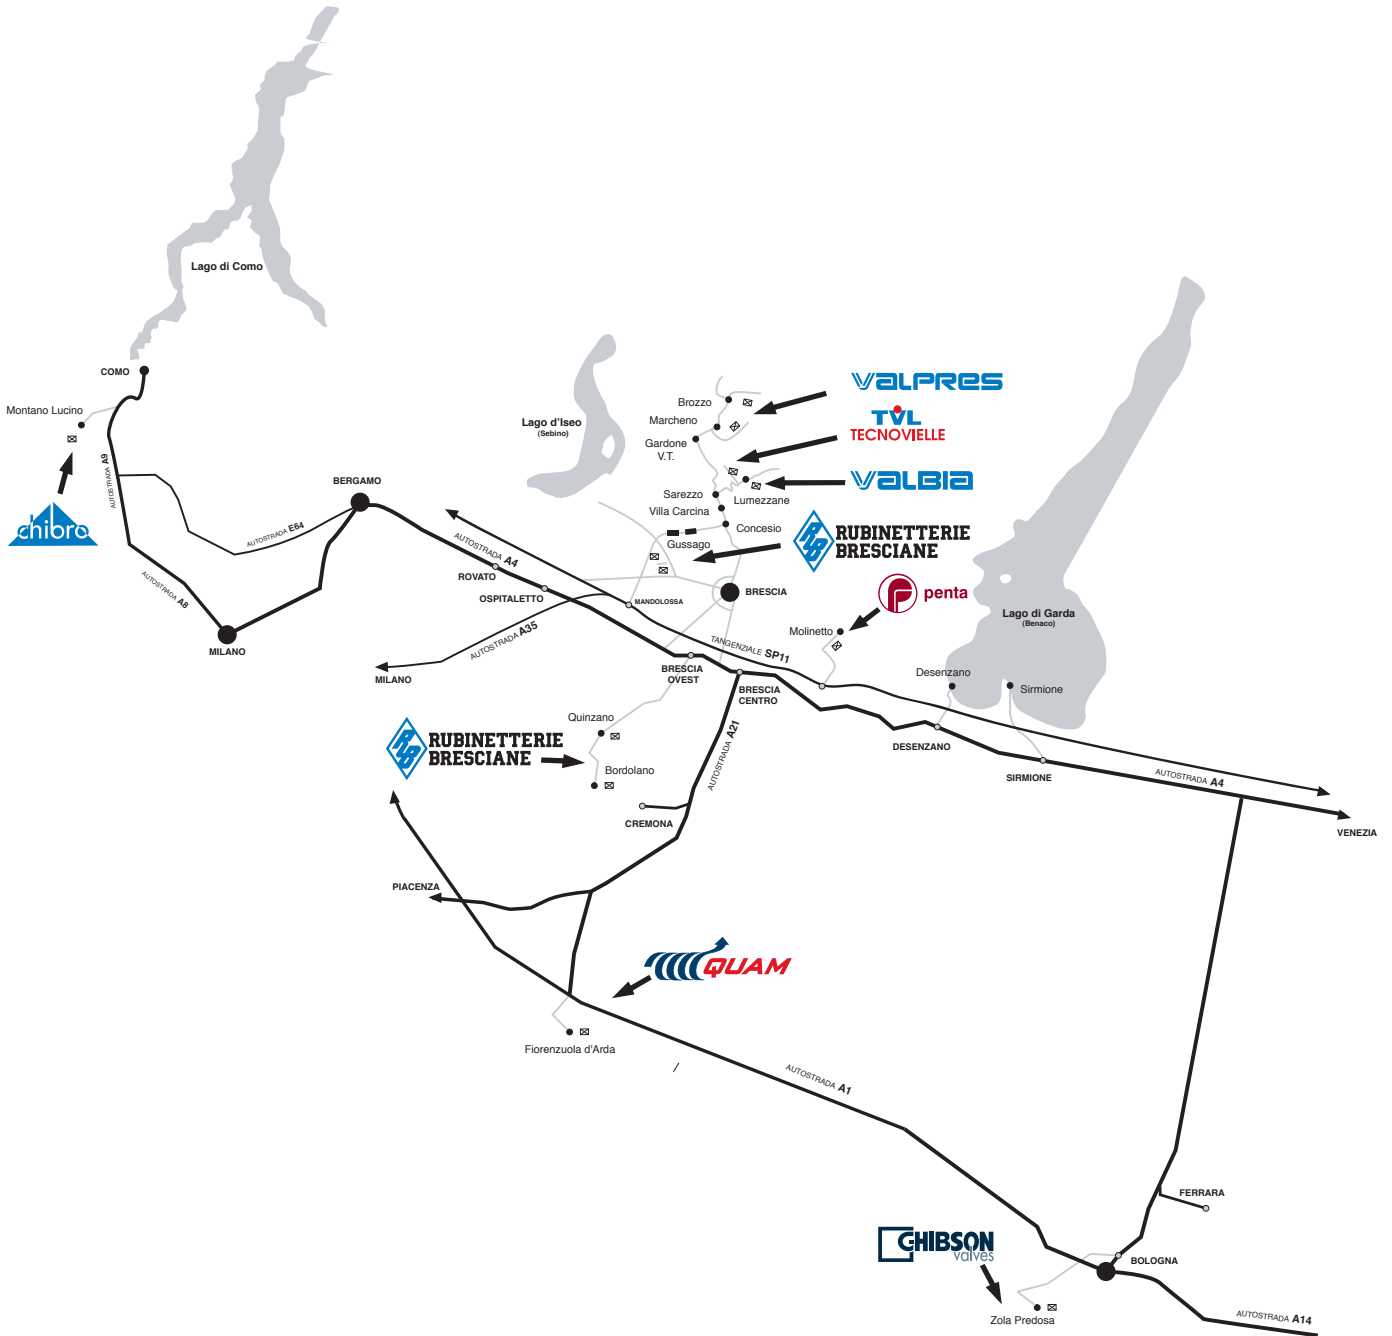 Lago di Como
COMO
Montano Lucino
AUTOSTRADA A9
chibro
AUTOSTRADA E64
AUTOSTRADA A8
MILANO
BERGAMO
Lago d'Iseo
(Sebino)
Brozzo
Marcheno
Gardone
V.T.
VALPRES
TVL
TECNOVIELLE
VALBIA
Sarezzo
Lumezzane
Villa Carcina
Concesio
Gussago
RUBINETTERIE
BRESCIANE
AUTOSTRADA A4
ROVATO
OSPITALETTO
MANDOLOSSA
BRESCIA
penta
Lago di Garda
(Benaco)
Molinetto
AUTOSTRADA A35
TANGENZIALE SP11
MILANO
BRESCIA
OVEST
BRESCIA
CENTRO
Desenzano
Sirmione
Quinzano
RUBINETTERIE
BRESCIANE
Bordolano
AUTOSTRADA A21
DESENZANO
SIRMIONE
AUTOSTRADA A4
CREMONA
VENEZIA
PIACENZA
QUAM
Fiorenzuola d'Arda
AUTOSTRADA A1
FERRARA
GHIBSON
valves
BOLOGNA
Zola Predosa
AUTOSTRADA A14